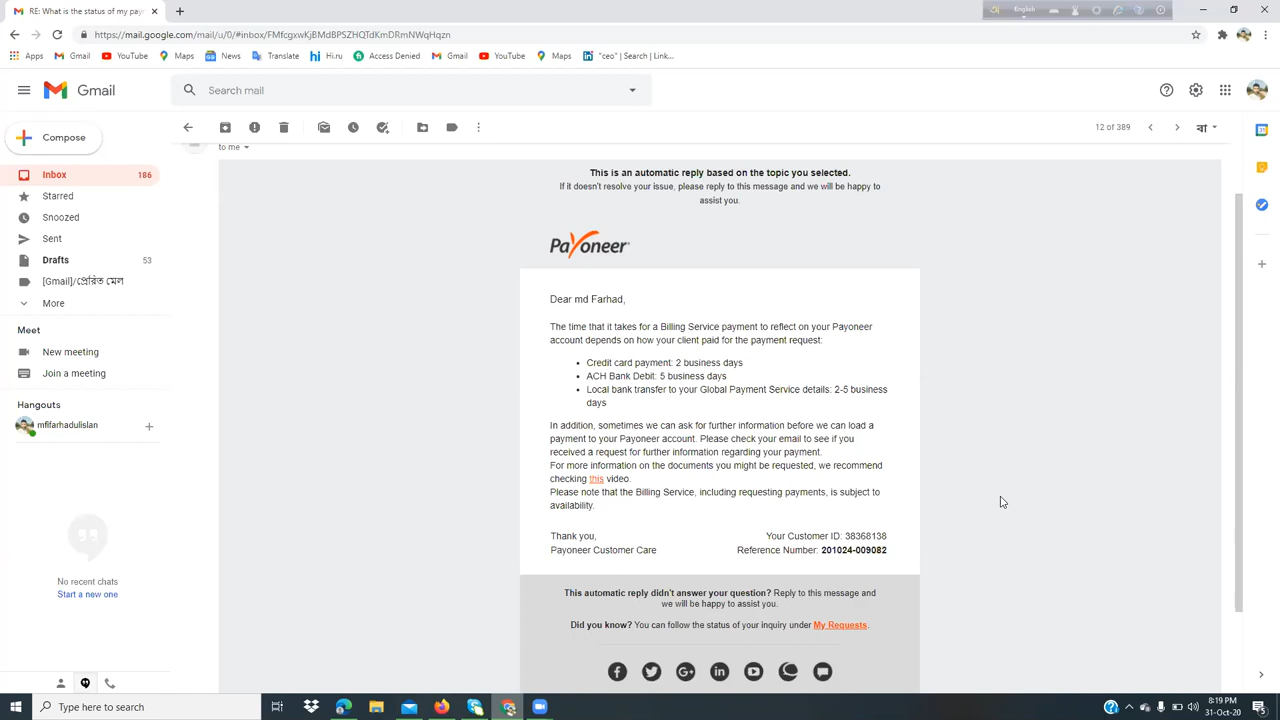 RE: What is the status of my pay
English
https://mail.google.com/mail/u/0/#inbox/FMfcgxwKjBMdBPSZHQTdKmDRmNWqHqzn
Apps Gmail YouTube Maps News Translate Hi.ru Access Denied Gmail YouTube Maps "ceo" | Search | Link...
Gmail
Search mail
Compose
12 of 389
বা
Inbox 186
Starred
Snoozed
Sent
Drafts 53
[Gmail]/প্রেরিত মেল
More
Meet
New meeting
Join a meeting
Hangouts
mfifarhadulislan
No recent chats
Start a new one
to me
This is an automatic reply based on the topic you selected.
If it doesn't resolve your issue, please reply to this message and we will be happy to
assist you.
Payoneer
Dear md Farhad,
The time that it takes for a Billing Service payment to reflect on your Payoneer
account depends on how your client paid for the payment request:
• Credit card payment: 2 business days
• ACH Bank Debit: 5 business days
• Local bank transfer to your Global Payment Service details: 2-5 business
days
In addition, sometimes we can ask for further information before we can load a
payment to your Payoneer account. Please check your email to see if you
received a request for further information regarding your payment.
For more information on the documents you might be requested, we recommend
checking this video.
Please note that the Billing Service, including requesting payments, is subject to
availability.
Thank you, Your Customer ID: 38368138
Payoneer Customer Care Reference Number: 201024-009082
This automatic reply didn't answer your question? Reply to this message and
we will be happy to assist you.
Did you know? You can follow the status of your inquiry under My Requests.
Type here to search
8:19 PM
31-Oct-20
5